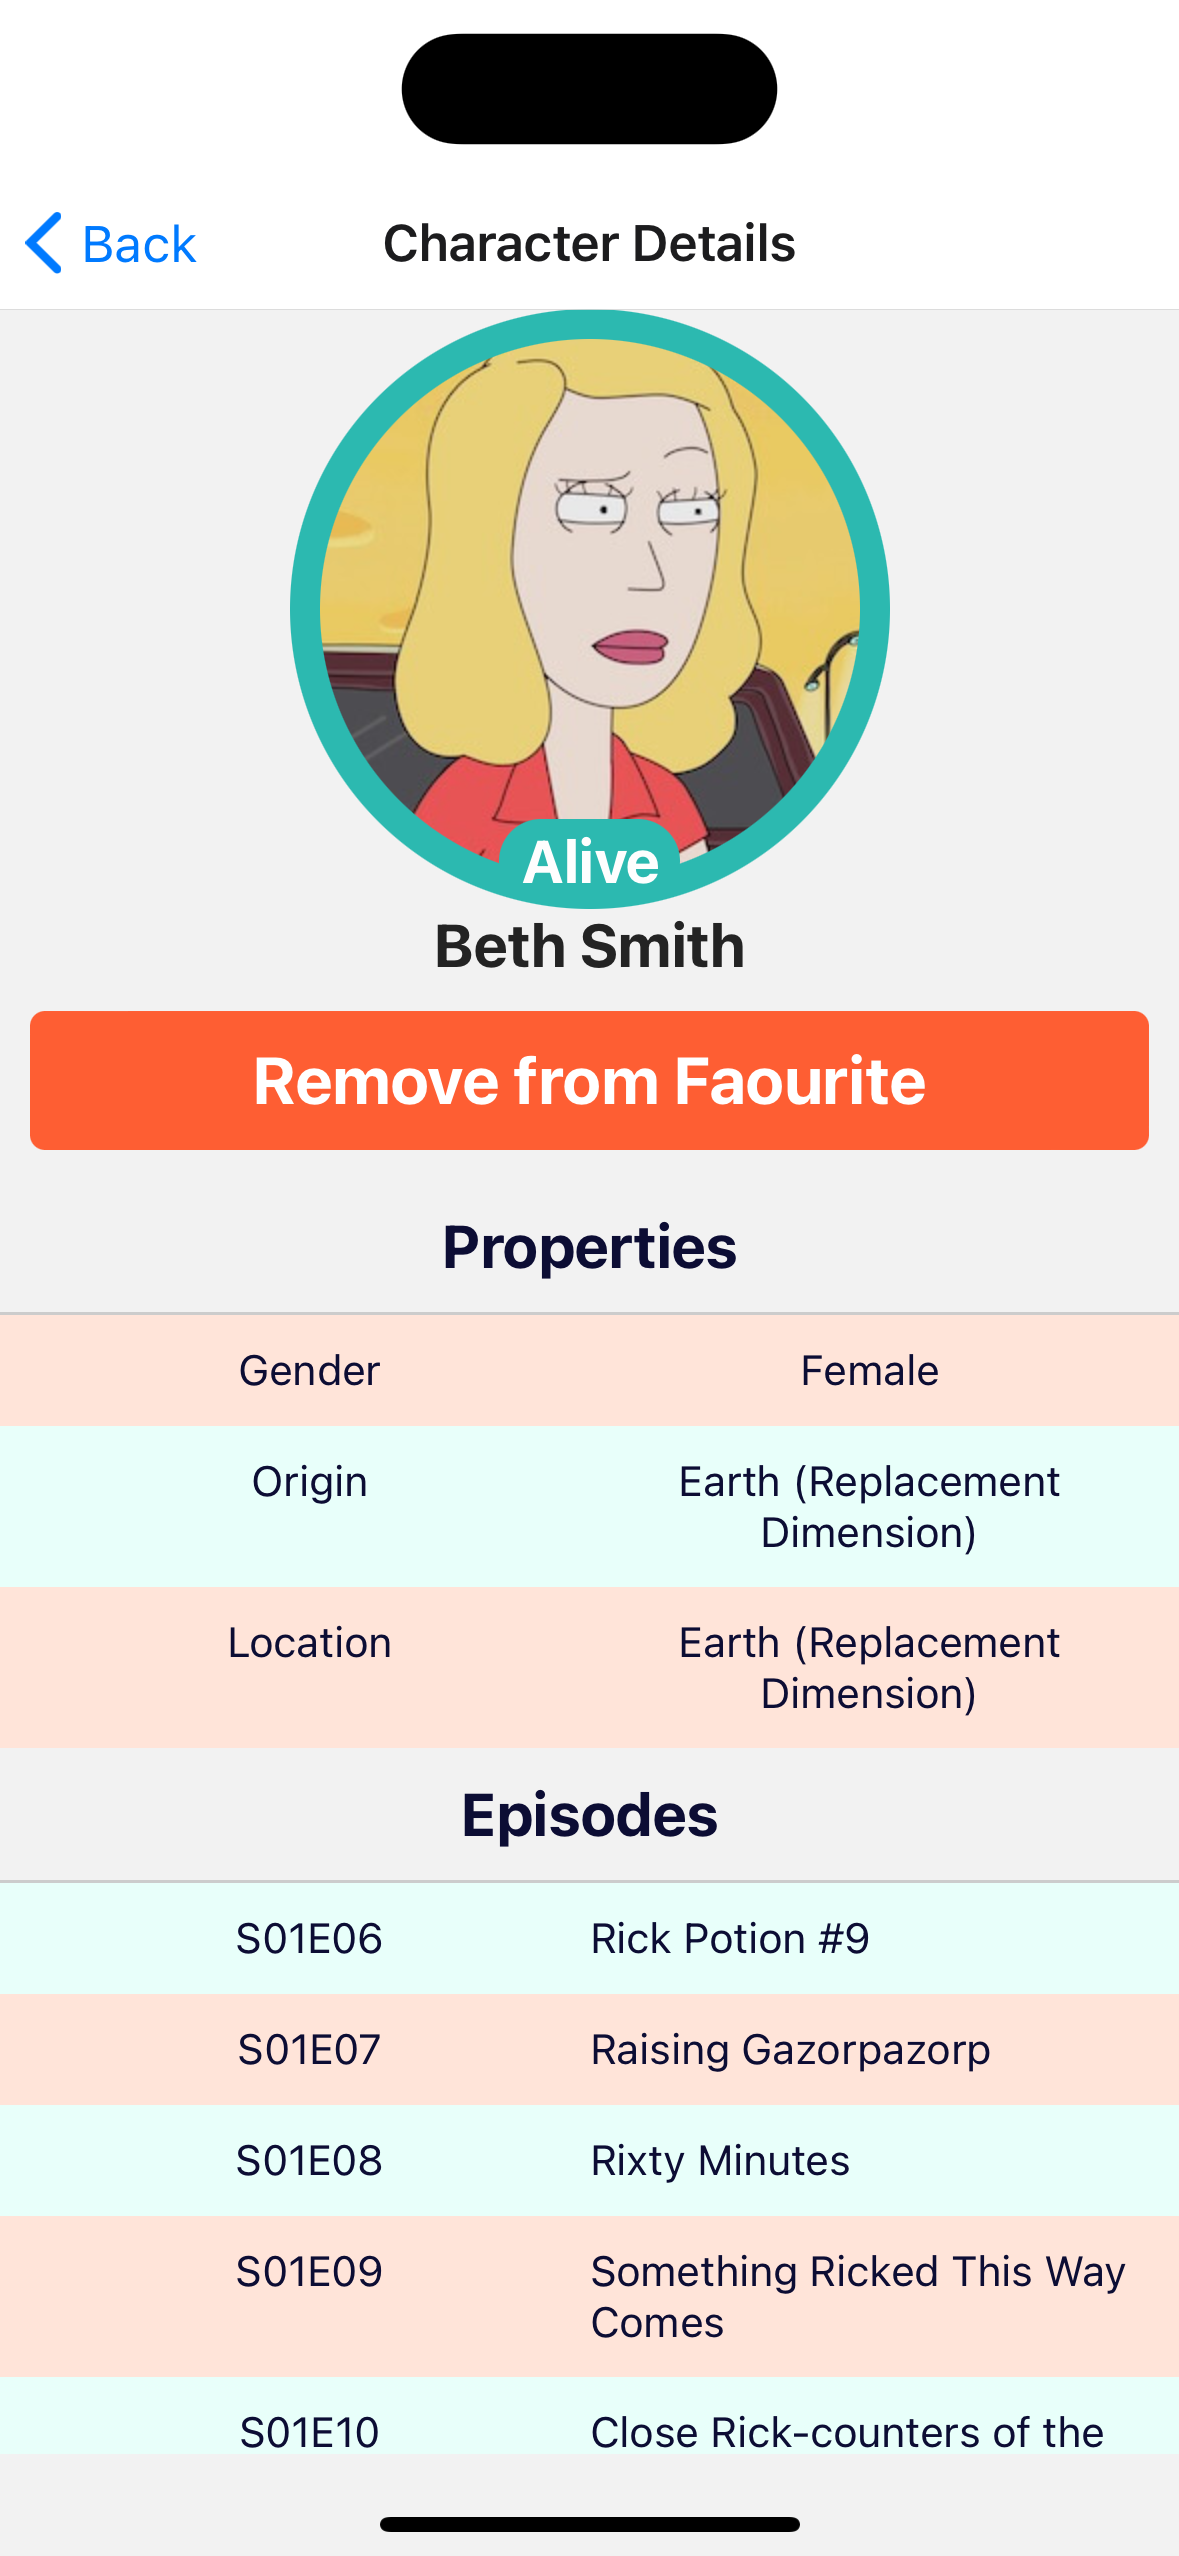 Back
Character Details
Alive
Beth Smith
Remove from Faourite
Properties
Gender
Female
Origin
Earth (Replacement
Dimension)
Location
Earth (Replacement
Dimension)
Episodes
S01E06
Rick Potion #9
S01E07
Raising Gazorpazorp
S01E08
Rixty Minutes
S01E09
Something Ricked This Way
Comes
S01E10
Close Rick-counters of the